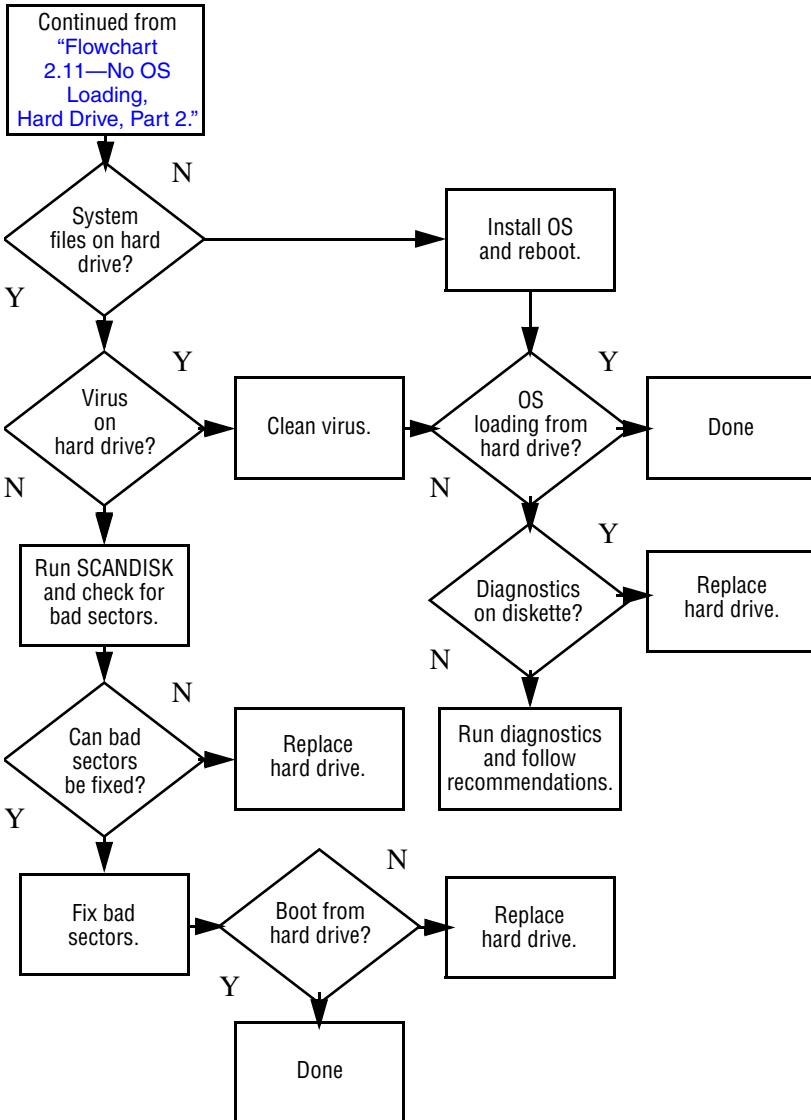 Continued from
“Flowchart
2.11—No OS
Loading,
Hard Drive, Part 2.”
N
System
files on hard
drive?
Install OS
and reboot.
Y
Y
Virus
on
hard drive?
Clean virus.
Y
OS
loading from
hard drive?
Done
N
N
Run SCANDISK
and check for
bad sectors.
Y
Diagnostics
on diskette?
Replace
hard drive.
N
N
Can bad
sectors
be fixed?
Replace
hard drive.
Run diagnostics
and follow
recommendations.
Y
N
Fix bad
sectors.
Boot from
hard drive?
Replace
hard drive.
Y
Done